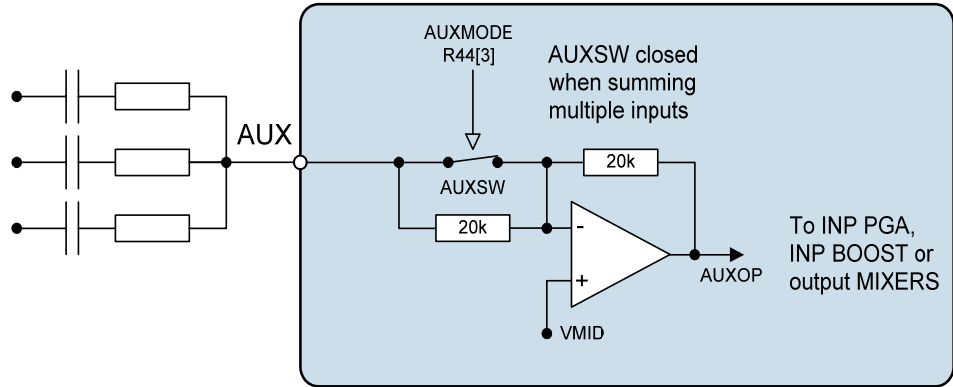 AUXMODE
R44[3]
AUXSW closed
when summing
multiple inputs
AUX
20k
AUXSW
20k
-
+
AUXOP
VMID
To INP PGA,
INP BOOST or
output MIXERS